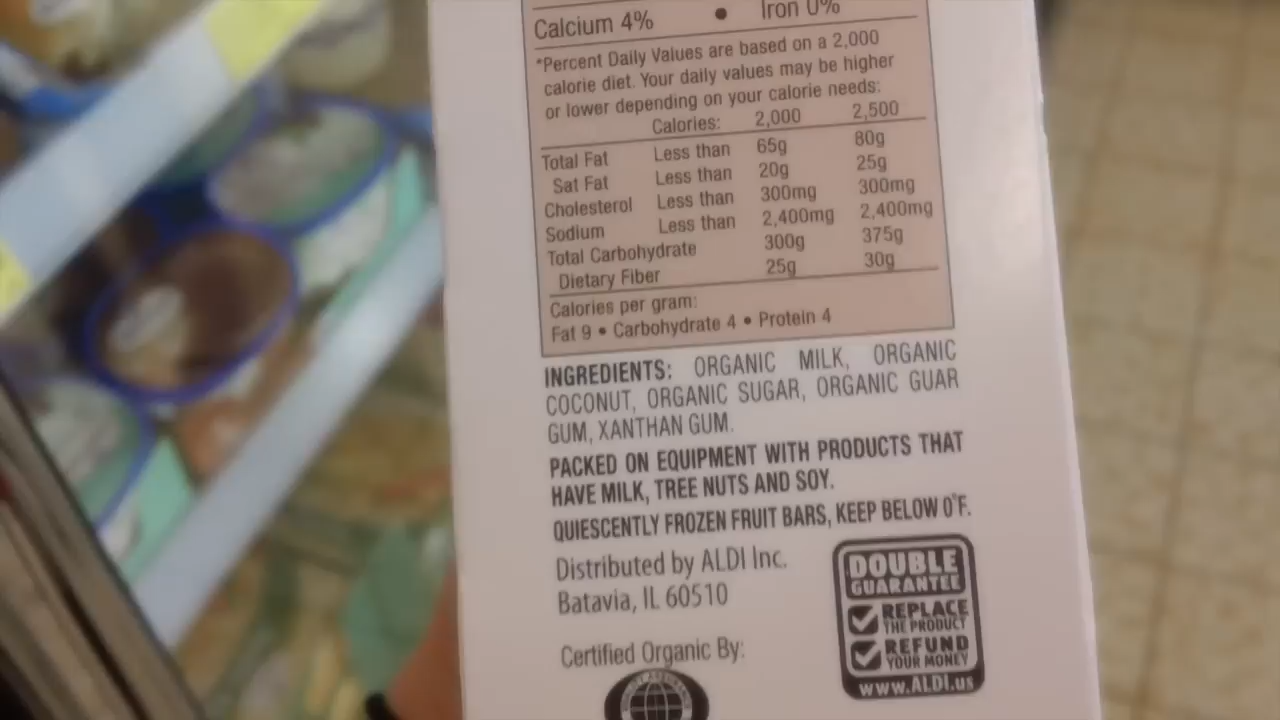 Calcium 4% • Iron 0%
*Percent Daily Values are based on a 2,000
calorie diet. Your daily values may be higher
or lower depending on your calorie needs:
Calories: 2,000 2,500
Total Fat Less than 65g 80g
Sat Fat Less than 20g 25g
Cholesterol Less than 300mg 300mg
Sodium Less than 2,400mg 2,400mg
Total Carbohydrate 300g 375g
Dietary Fiber 25g 30g
Calories per gram:
Fat 9 • Carbohydrate 4 • Protein 4
INGREDIENTS: ORGANIC MILK, ORGANIC
COCONUT, ORGANIC SUGAR, ORGANIC GUAR
GUM, XANTHAN GUM.
PACKED ON EQUIPMENT WITH PRODUCTS THAT
HAVE MILK, TREE NUTS AND SOY.
QUIESCENTLY FROZEN FRUIT BARS, KEEP BELOW 0°F.
Distributed by ALDI Inc.
Batavia, IL 60510
Certified Organic By:
DOUBLE
GUARANTEE
REPLACE
THE PRODUCT
REFUND
YOUR MONEY
www.ALDI.us